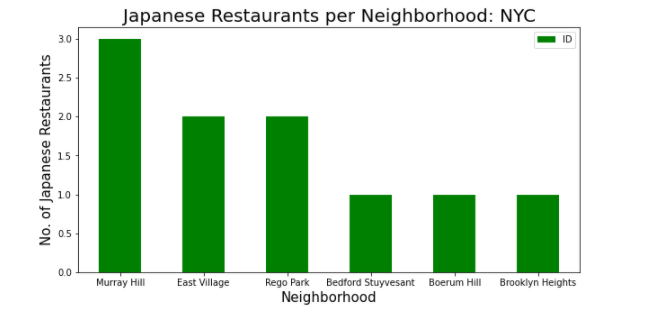 Japanese Restaurants per Neighborhood: NYC
ID
No. of Japanese Restaurants
3.0
2.5
2.0
1.5
1.0
0.5
0.0
Murray Hill East Village Rego Park Bedford Stuyvesant Boerum Hill Brooklyn Heights
Neighborhood